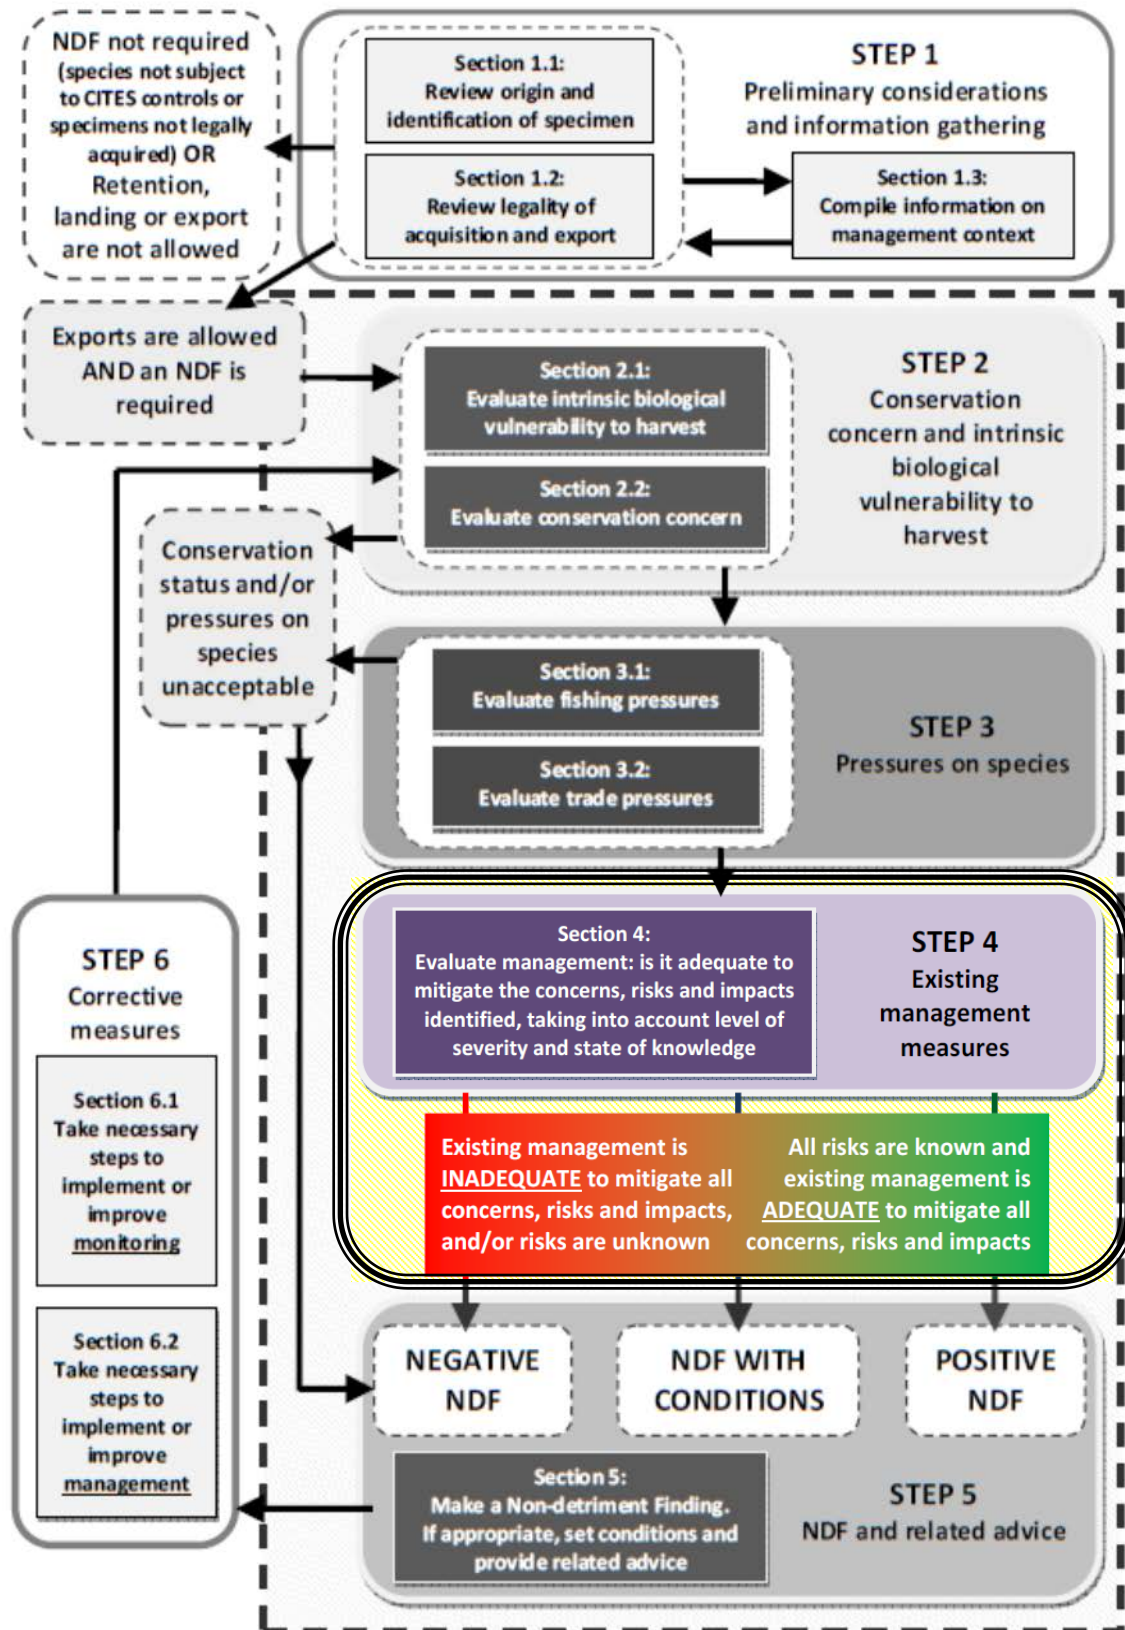 NDF not required
(species not subject
to CITES controls or
specimens not legally
acquired) OR
Retention,
landing or export
are not allowed
Section 1.1:
Review origin and
identification of specimen
Section 1.2:
Review legality of
acquisition and export
STEP 1
Preliminary considerations
and information gathering
Section 1.3:
Compile information on
management context
Exports are allowed
AND an NDF is
required
Section 2.1:
Evaluate intrinsic biological
vulnerability to harvest
Section 2.2:
Evaluate conservation concern
STEP 2
Conservation
concern and intrinsic
biological
vulnerability to
harvest
Conservation
status and/or
pressures on
species
unacceptable
Section 3.1:
Evaluate fishing pressures
Section 3.2:
Evaluate trade pressures
STEP 3
Pressures on species
Section 4:
Evaluate management: is it adequate to
mitigate the concerns, risks and impacts
identified, taking into account level of
severity and state of knowledge
STEP 4
Existing
management
measures
Existing management is
INADEQUATE to mitigate all
concerns, risks and impacts,
and/or risks are unknown
All risks are known and
existing management is
ADEQUATE to mitigate all
concerns, risks and impacts
STEP 6
Corrective
measures
Section 6.1
Take necessary
steps to
implement or
improve
monitoring
Section 6.2
Take necessary
steps to
implement or
improve
management
NEGATIVE
NDF
NDF WITH
CONDITIONS
POSITIVE
NDF
Section 5:
Make a Non-detriment Finding.
If appropriate, set conditions and
provide related advice
STEP 5
NDF and related advice